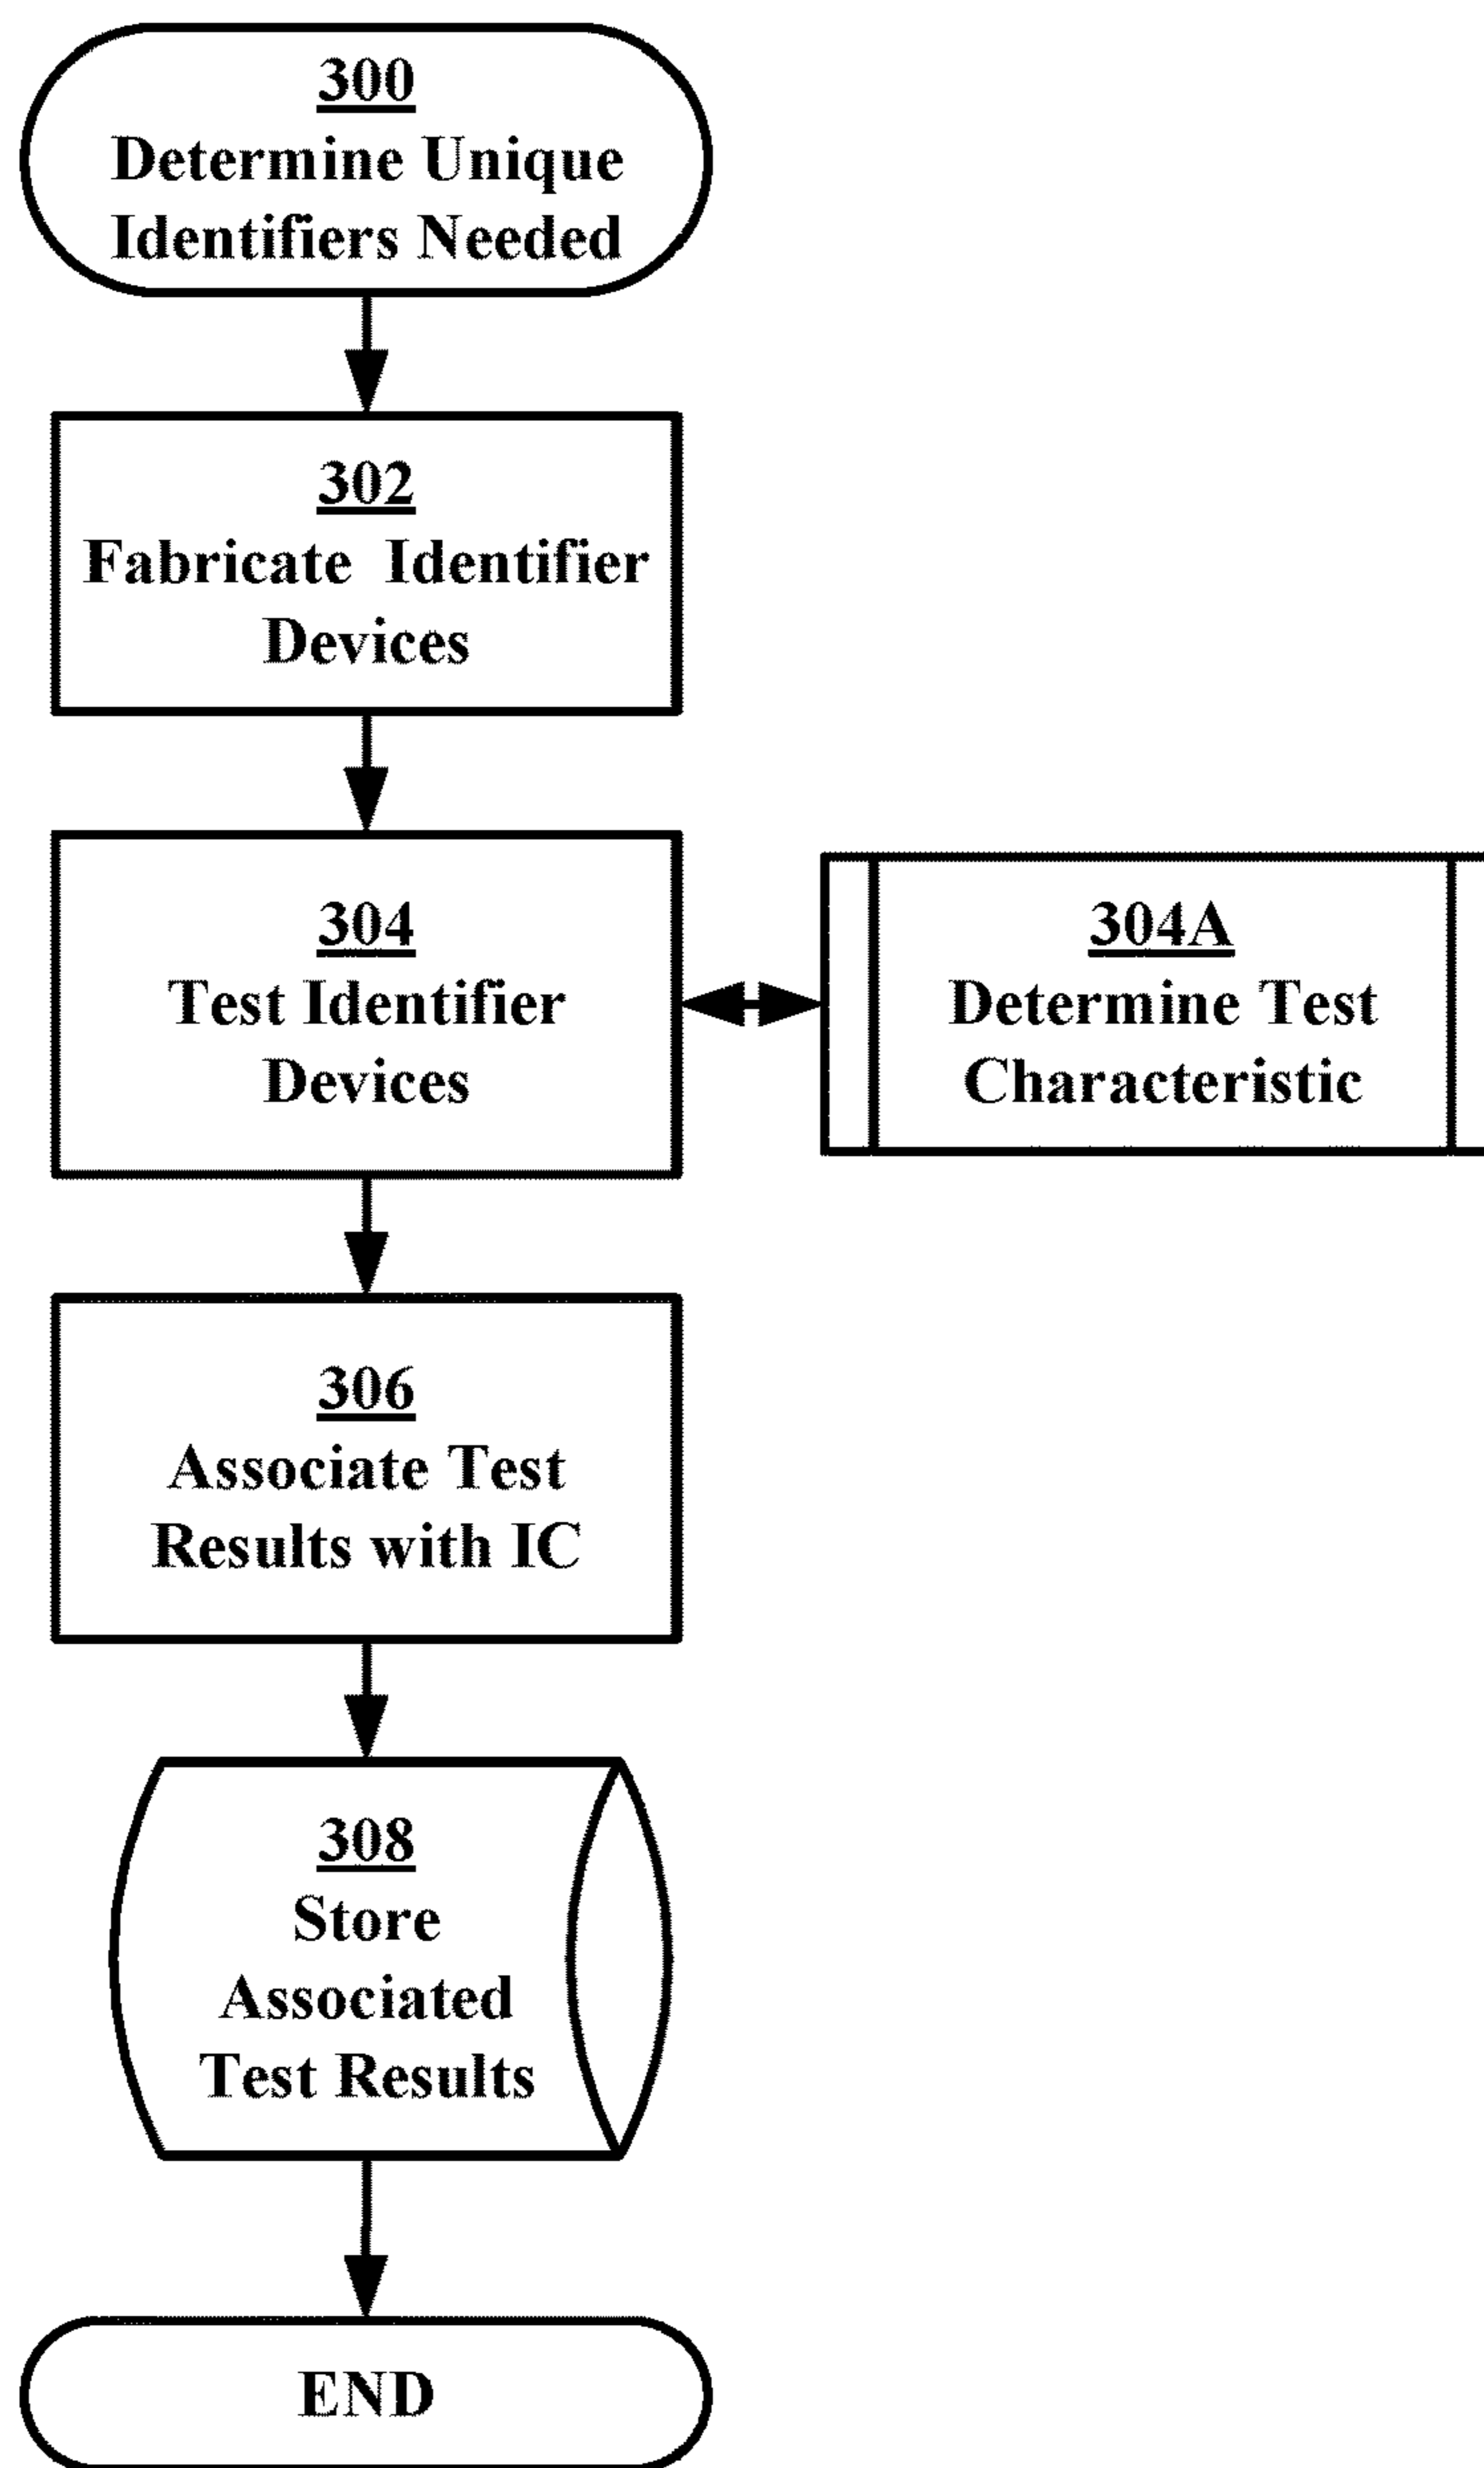 300
Determine Unique
Identifiers Needed
302
Fabricate Identifier
Devices
304
Test Identifier
Devices
304A
Determine Test
Characteristic
306
Associate Test
Results with IC
308
Store
Associated
Test Results
END